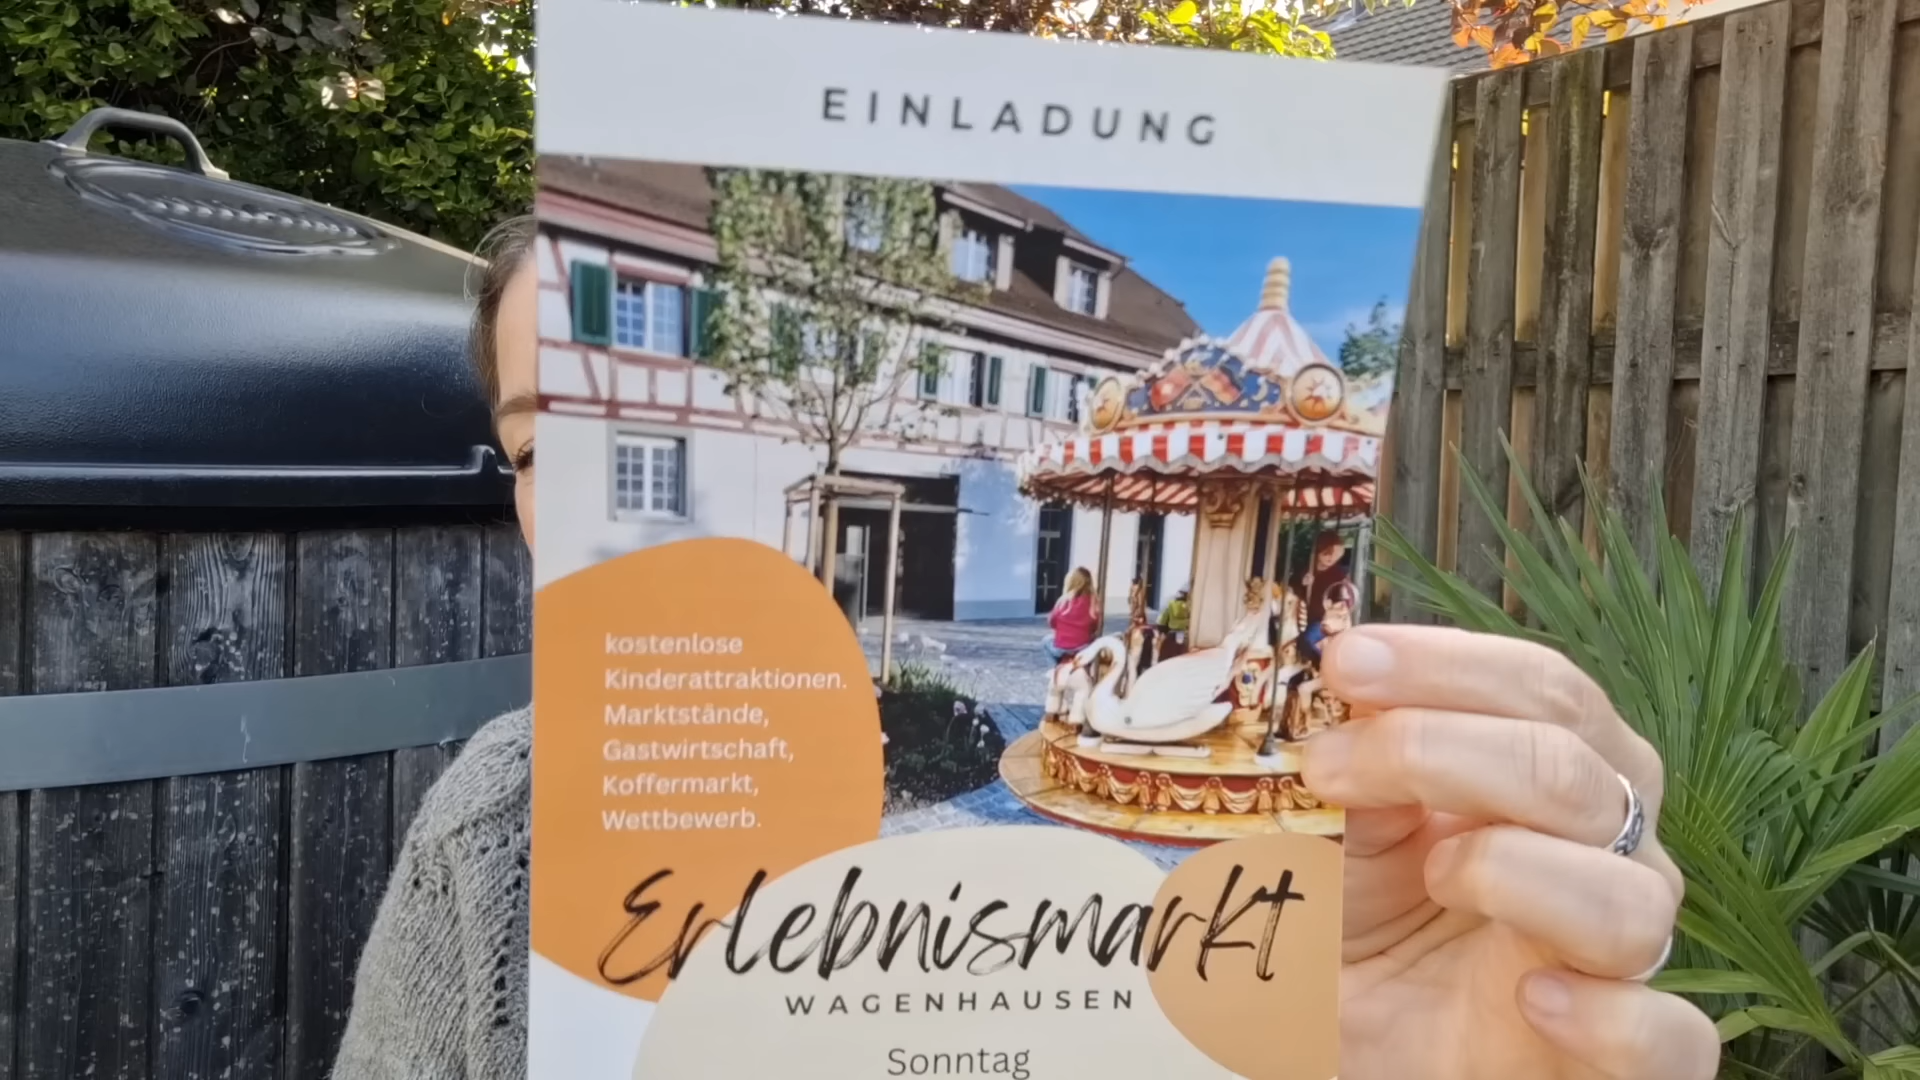 EINLADUNG
kostenlose
Kinderattraktionen.
Marktstände,
Gastwirtschaft,
Koffermarkt,
Wettbewerb.
Erlebnismarkt
WAGENHAUSEN
Sonntag